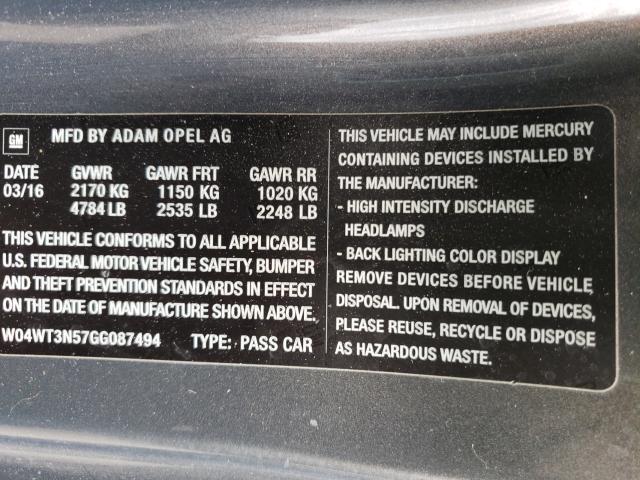 GM MFD BY ADAM OPEL AG
DATE GVWR GAWR FRT GAWR RR
03/16 2170 KG 1150 KG 1020 KG
4784 LB 2535 LB 2248 LB
THIS VEHICLE CONFORMS TO ALL APPLICABLE
U.S. FEDERAL MOTOR VEHICLE SAFETY, BUMPER
AND THEFT PREVENTION STANDARDS IN EFFECT
ON THE DATE OF MANUFACTURE SHOWN ABOVE.
W04WT3N57GG087494 TYPE: PASS CAR
THIS VEHICLE MAY INCLUDE MERCURY
CONTAINING DEVICES INSTALLED BY
THE MANUFACTURER:
- HIGH INTENSITY DISCHARGE
HEADLAMPS
- BACK LIGHTING COLOR DISPLAY
REMOVE DEVICES BEFORE VEHICLE
DISPOSAL. UPON REMOVAL OF DEVICES,
PLEASE REUSE, RECYCLE OR DISPOSE
AS HAZARDOUS WASTE.